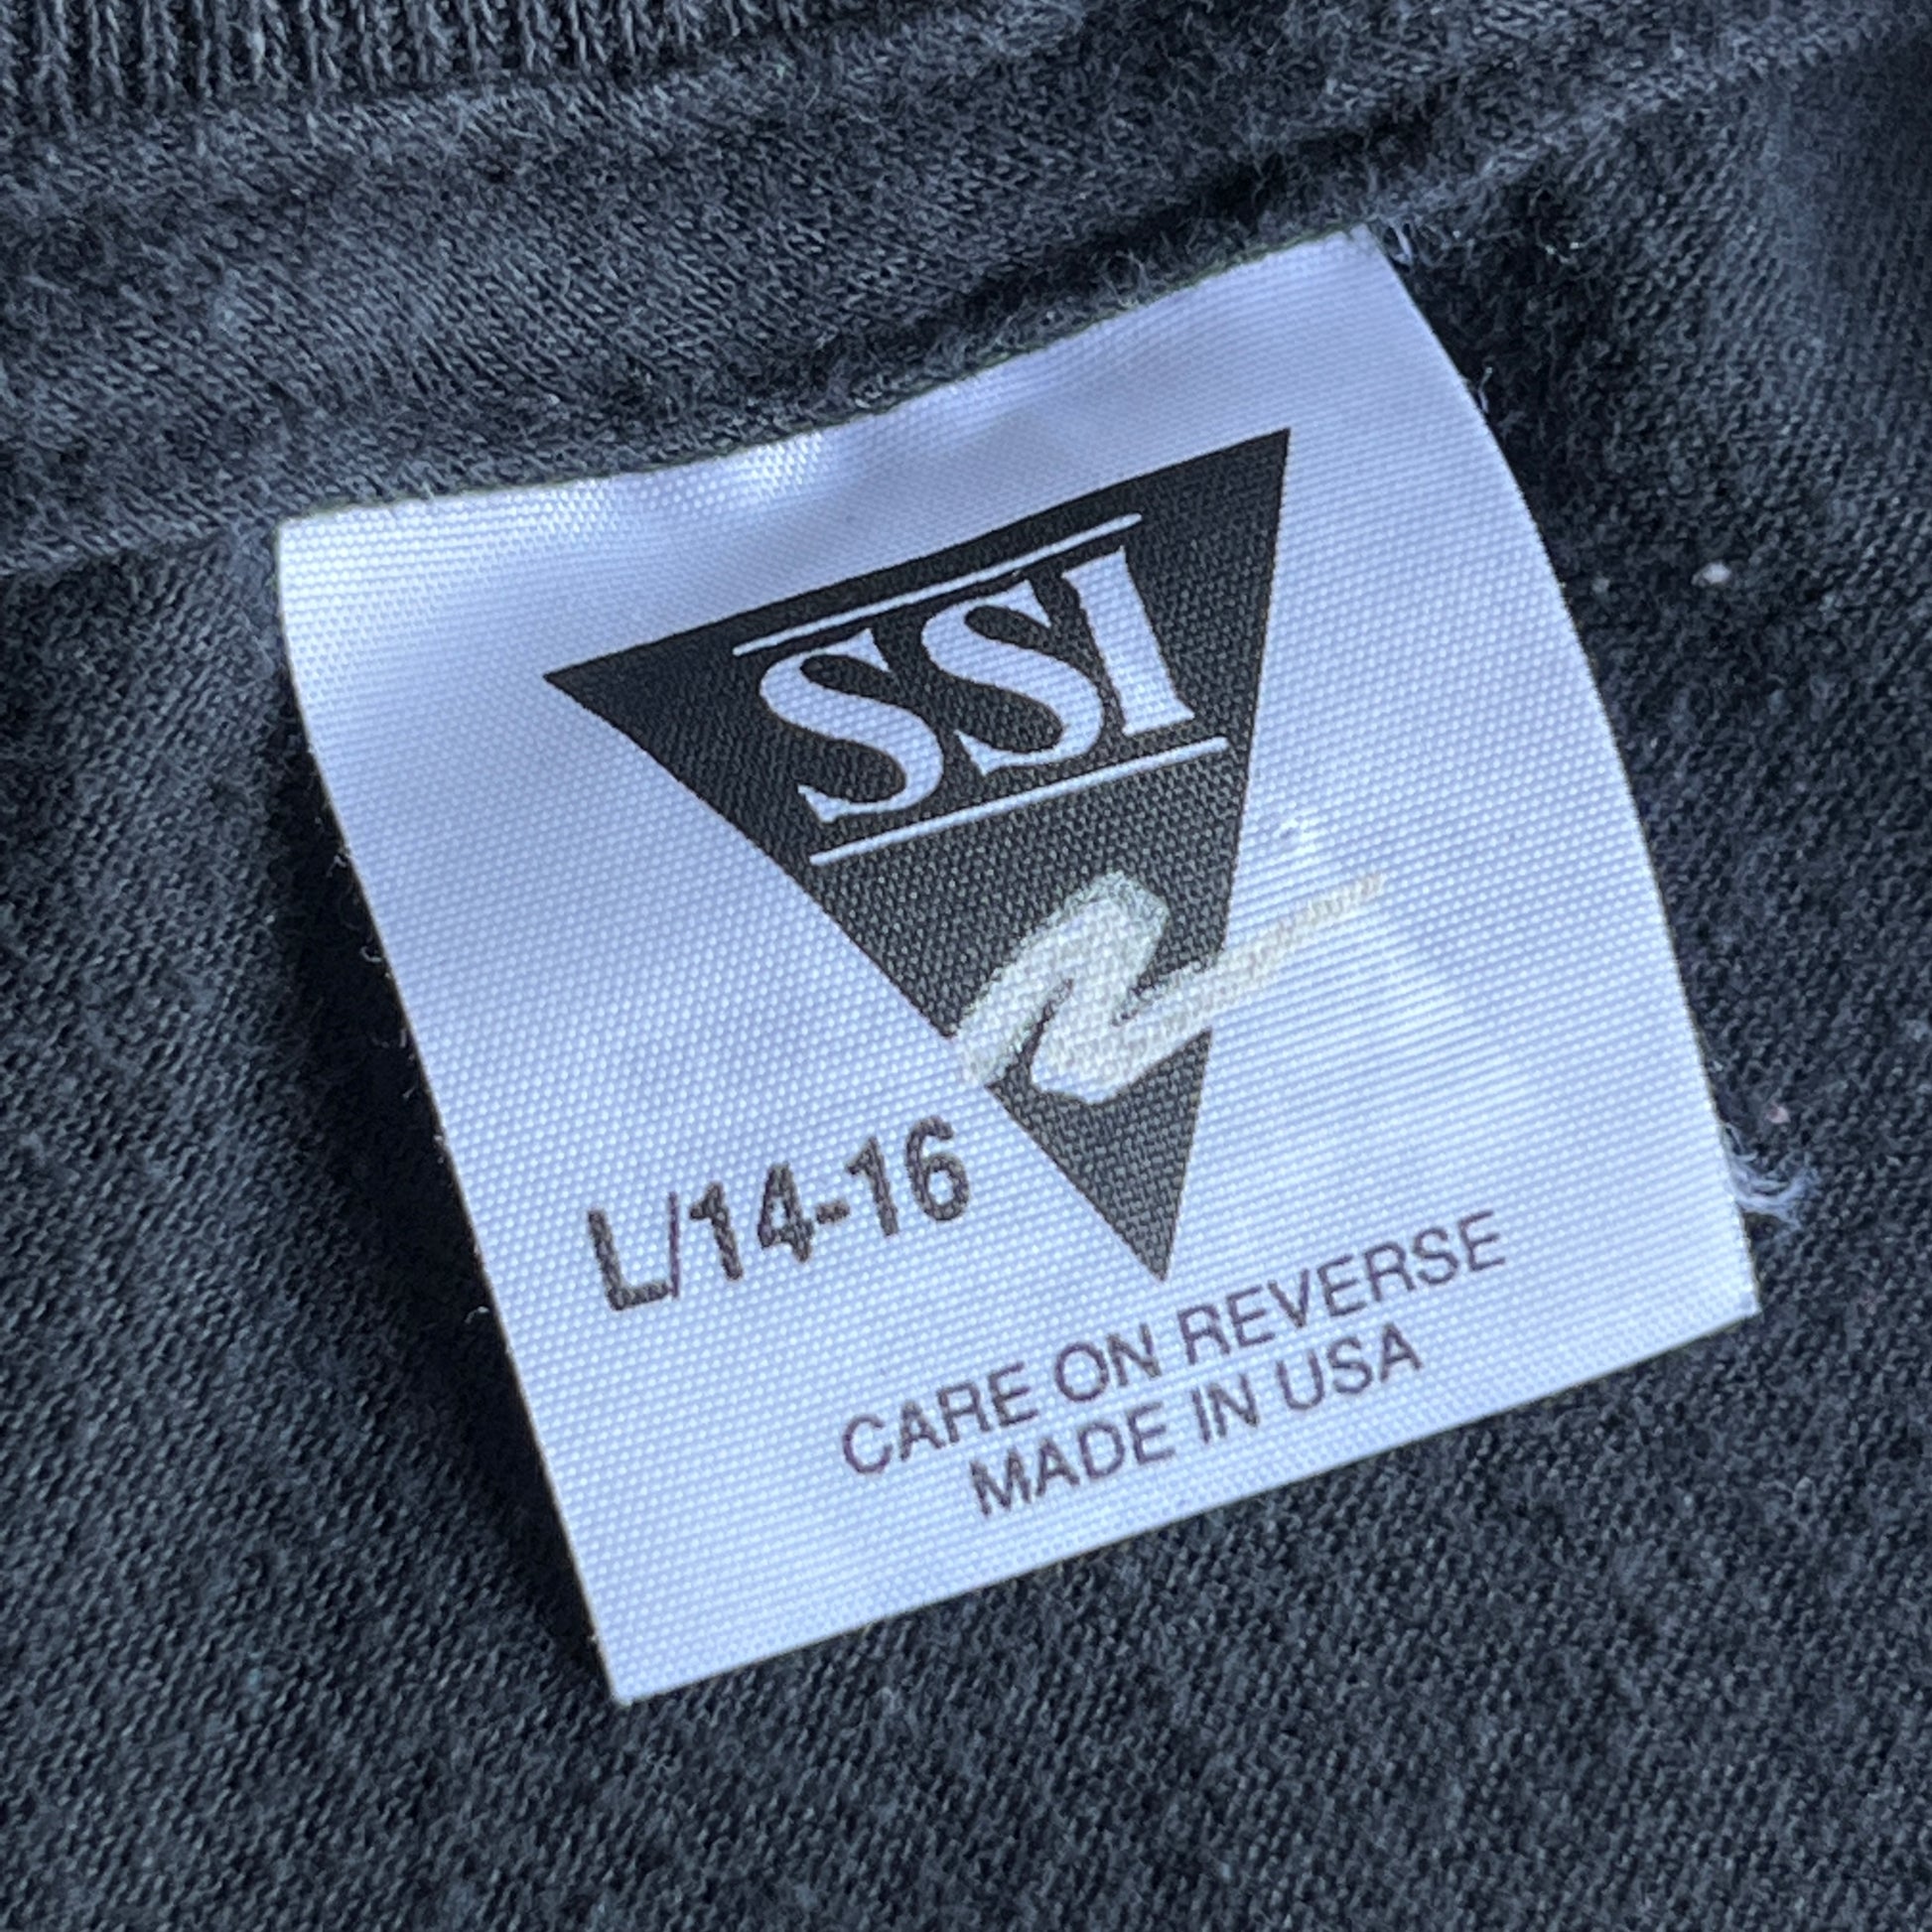 SSI
L/14-16
CARE ON REVERSE
MADE IN USA